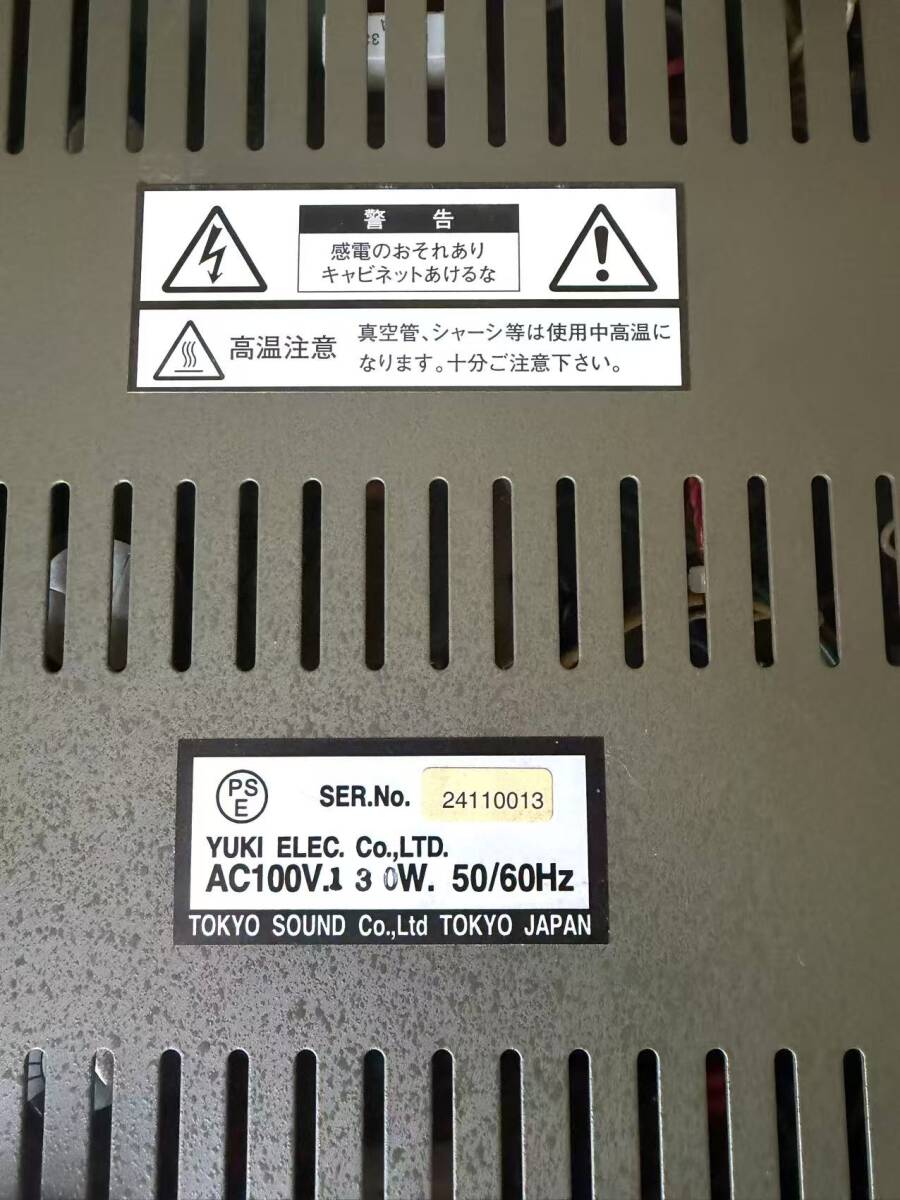 警 告
感電のおそれあり
キャビネットあけるな
高温注意
真空管、シャーシ等は使用中高温に
なります。十分ご注意下さい。
PS
E
SER.No. 24110013
YUKI ELEC. Co.,LTD.
AC100V.130W. 50/60Hz
TOKYO SOUND Co.,Ltd TOKYO JAPAN